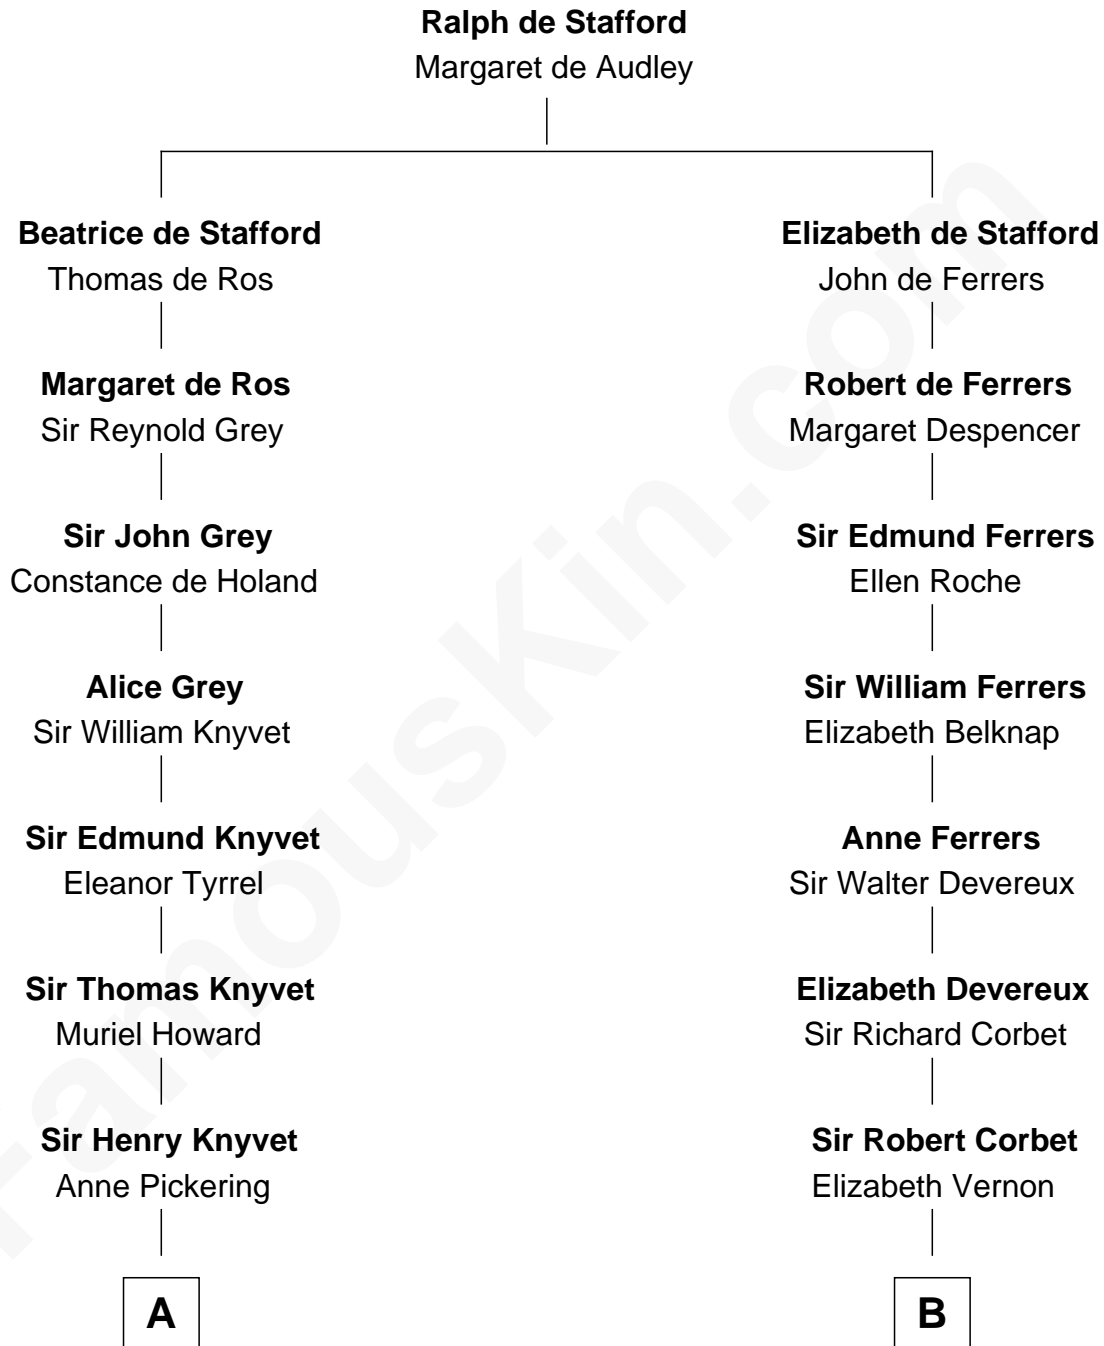 Ralph de Stafford
Margaret de Audley
Beatrice de Stafford
Thomas de Ros
Elizabeth de Stafford
John de Ferrers
Margaret de Ros
Sir Reynold Grey
Robert de Ferrers
Margaret Despencer
Sir John Grey
Constance de Holand
Sir Edmund Ferrers
Ellen Roche
Alice Grey
Sir William Knyvet
Sir William Ferrers
Elizabeth Belknap
Sir Edmund Knyvet
Eleanor Tyrrel
Anne Ferrers
Sir Walter Devereux
Sir Thomas Knyvet
Muriel Howard
Elizabeth Devereux
Sir Richard Corbet
Sir Henry Knyvet
Anne Pickering
Sir Robert Corbet
Elizabeth Vernon
A
B
FamousKin.com